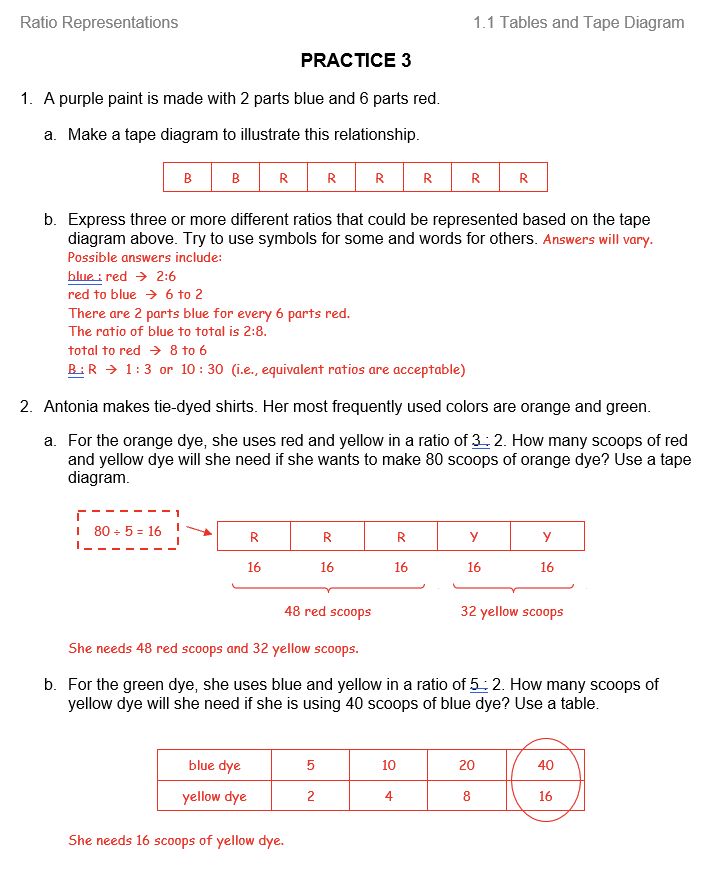 Ratio Representations 1.1 Tables and Tape Diagram
PRACTICE 3
1. A purple paint is made with 2 parts blue and 6 parts red.
a. Make a tape diagram to illustrate this relationship.
B B R R R R R R
b. Express three or more different ratios that could be represented based on the tape
diagram above. Try to use symbols for some and words for others. Answers will vary.
Possible answers include:
blue : red → 2:6
red to blue → 6 to 2
There are 2 parts blue for every 6 parts red.
The ratio of blue to total is 2:8.
total to red → 8 to 6
B : R → 1 : 3 or 10 : 30 (i.e., equivalent ratios are acceptable)
2. Antonia makes tie-dyed shirts. Her most frequently used colors are orange and green.
a. For the orange dye, she uses red and yellow in a ratio of 3 : 2. How many scoops of red
and yellow dye will she need if she wants to make 80 scoops of orange dye? Use a tape
diagram.
80 ÷ 5 = 16
R R R Y Y
16 16 16 16 16
48 red scoops 32 yellow scoops
She needs 48 red scoops and 32 yellow scoops.
b. For the green dye, she uses blue and yellow in a ratio of 5 : 2. How many scoops of
yellow dye will she need if she is using 40 scoops of blue dye? Use a table.
blue dye 5 10 20 40
yellow dye 2 4 8 16
She needs 16 scoops of yellow dye.